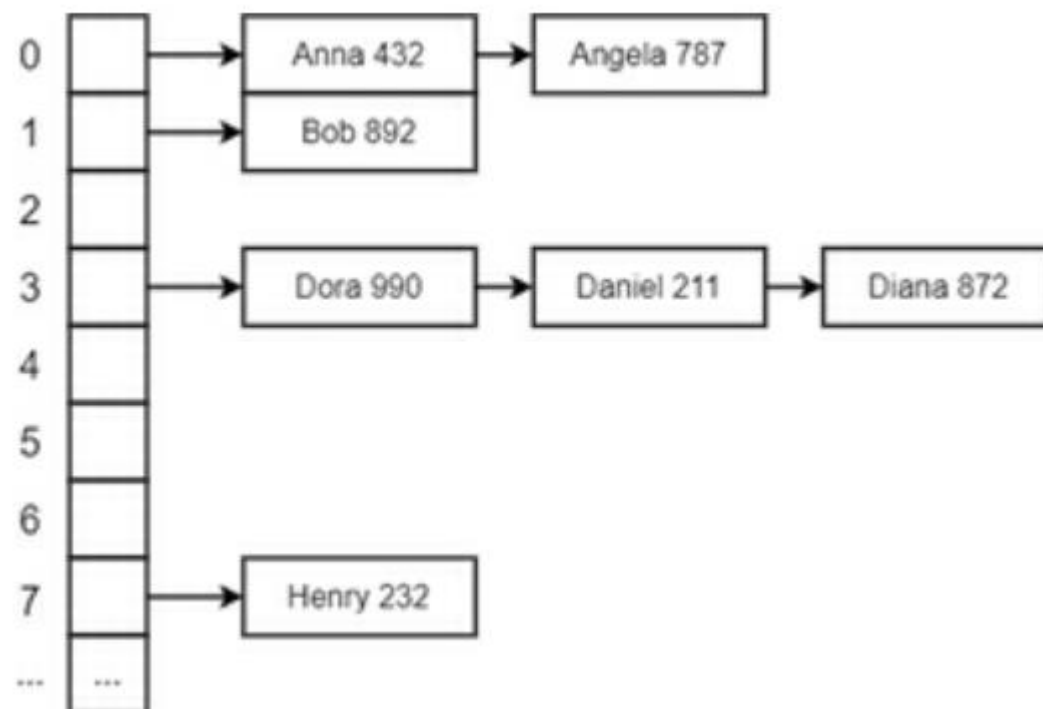 0 Anna 432 Angela 787
1 Bob 892
2
3 Dora 990 Daniel 211 Diana 872
4
5
6
7 Henry 232
... ...